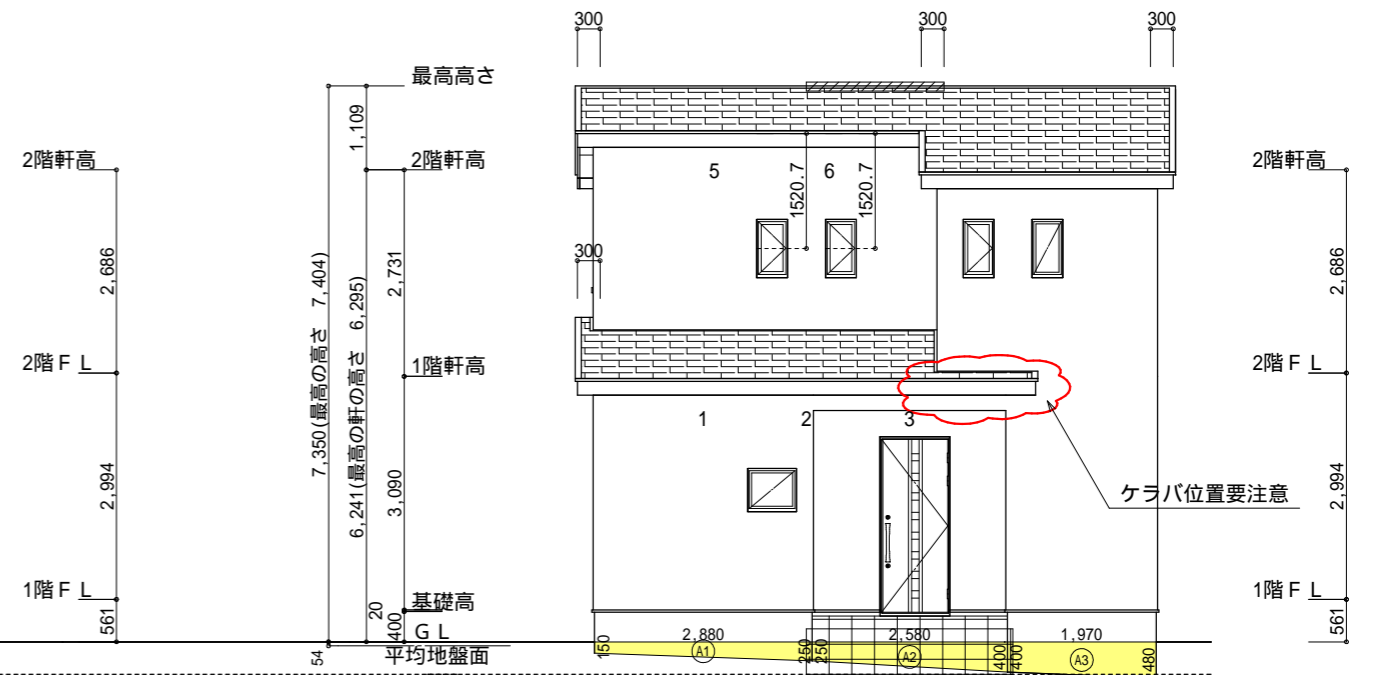 300
300
300
最高高さ
1,109
2階軒高
2階軒高
2階軒高
5
6
1520.7
1520.7
2,686
7,350(最高の高さ 7,404)
6,241(最高の軒の高さ 6,295)
2,731
300
2,686
2階ＦＬ
1階軒高
2階ＦＬ
1
2
3
ケラバ位置要注意
2,994
3,090
2,994
1階ＦＬ
基礎高
1階ＦＬ
561
20
400
ＧＬ
561
54
平均地盤面
150
2,880
A1
250
250
2,580
A2
400
400
1,970
A3
480